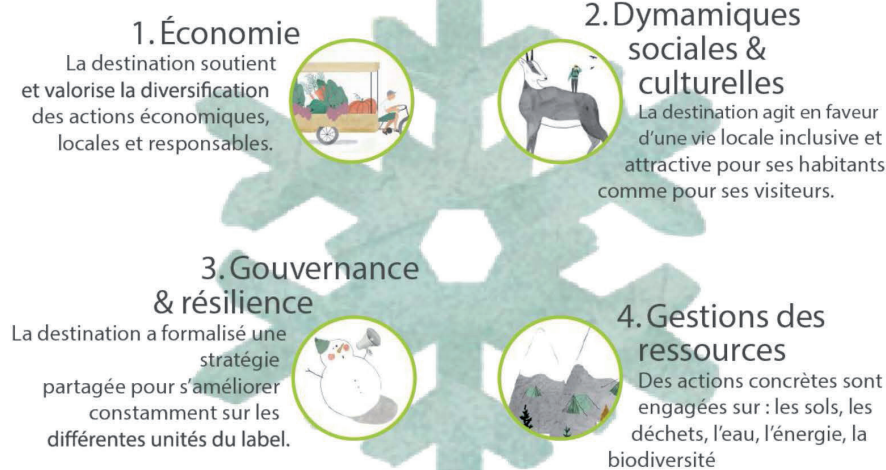 1. Économie
La destination soutient
et valorise la diversification
des actions économiques,
locales et responsables.
2. Dymamiques
sociales &
culturelles
La destination agit en faveur
d'une vie locale inclusive et
attractive pour ses habitants
comme pour ses visiteurs.
3. Gouvernance
& résilience
La destination a formalisé une
stratégie
partagée pour s'améliorer
constamment sur les
différentes unités du label.
4. Gestions des
ressources
Des actions concrètes sont
engagées sur : les sols, les
déchets, l'eau, l'énergie, la
biodiversité